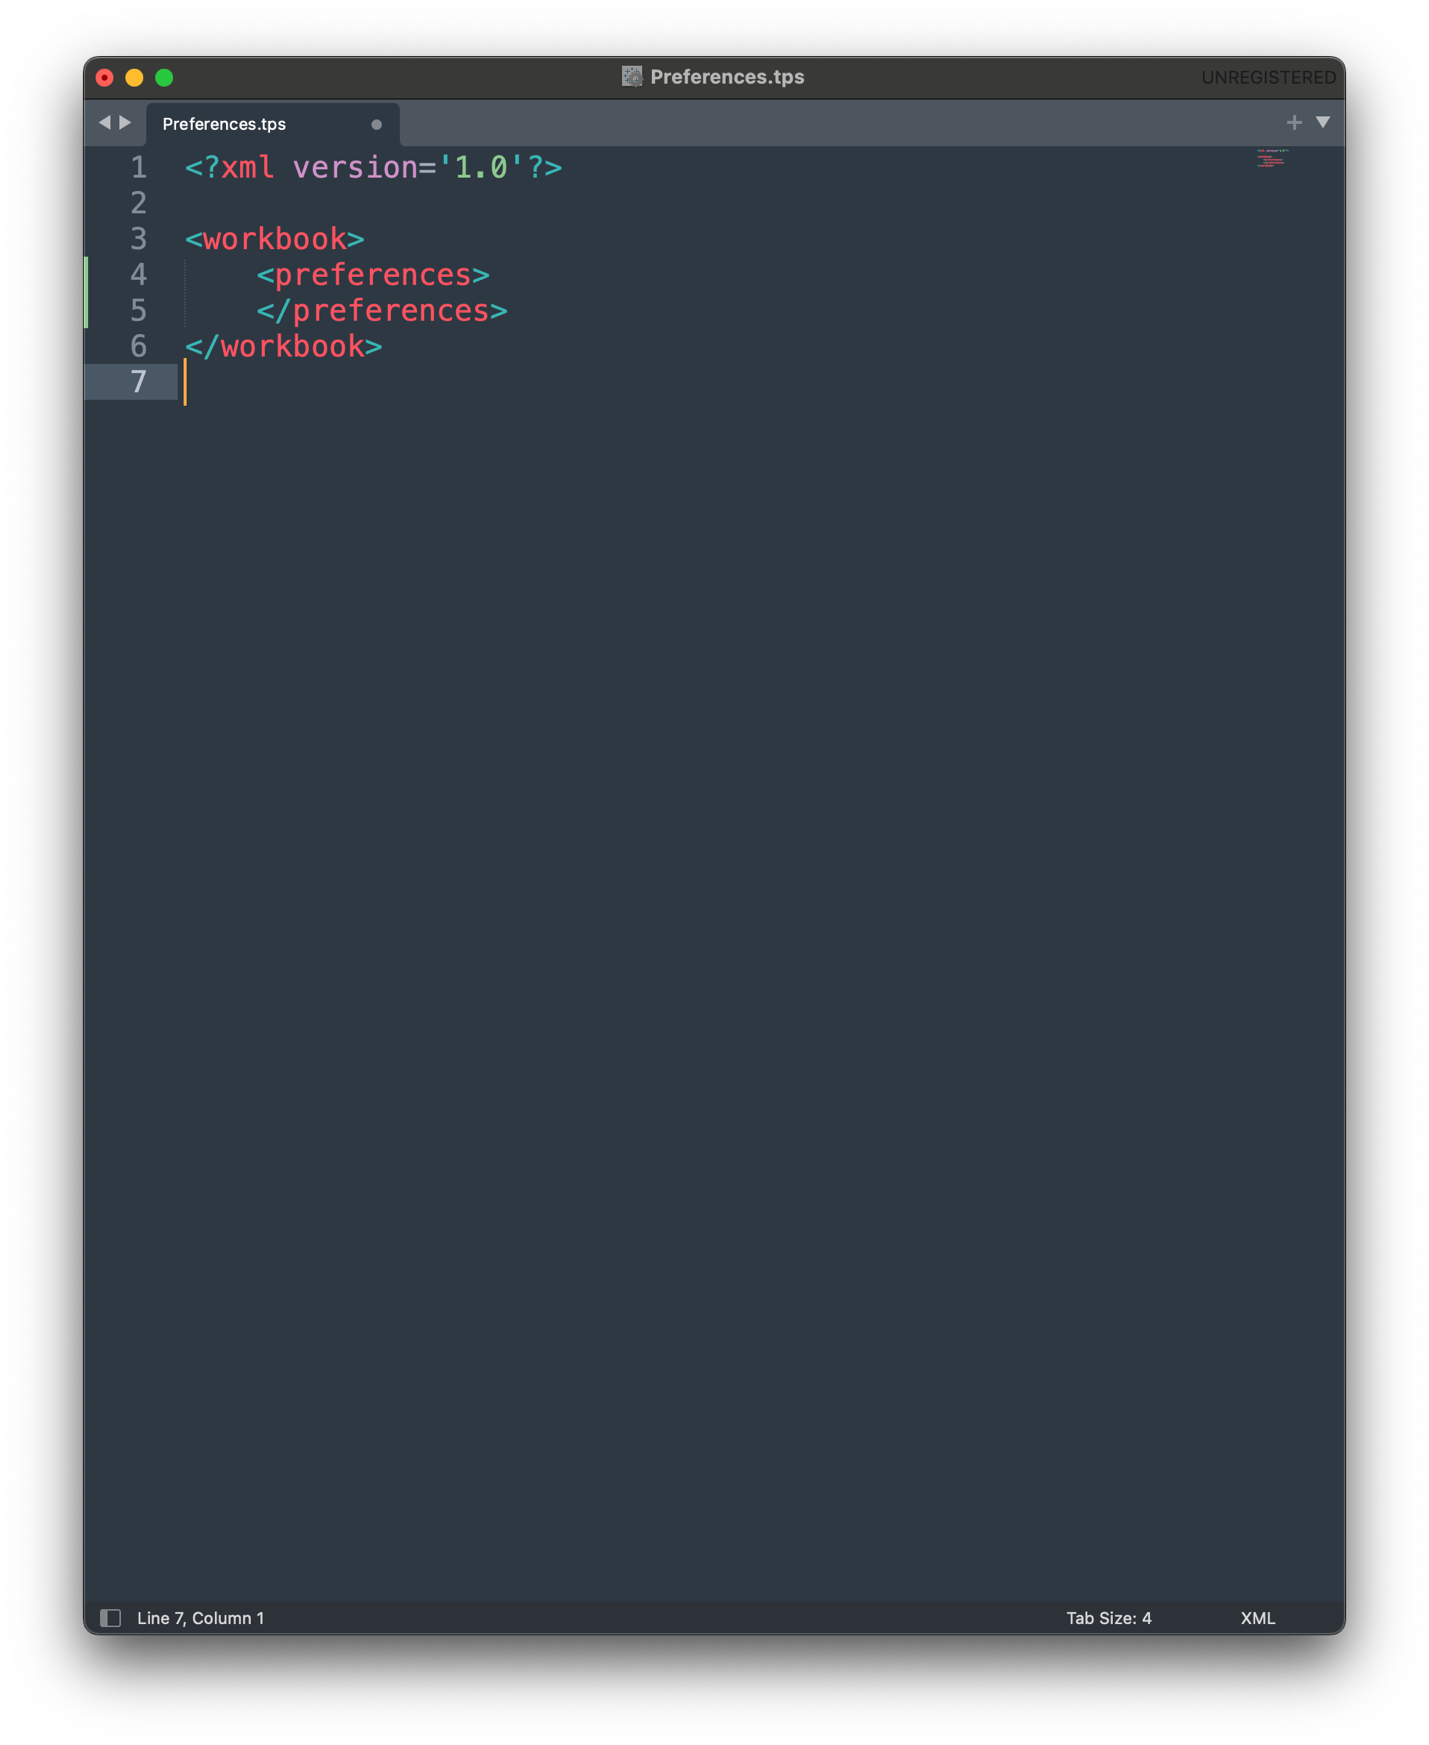 Preferences.tps
UNREGISTERED
Preferences.tps
1 <?xml version='1.0'?>
2
3 <workbook>
4     <preferences>
5     </preferences>
6 </workbook>
7
Line 7, Column 1
Tab Size: 4
XML